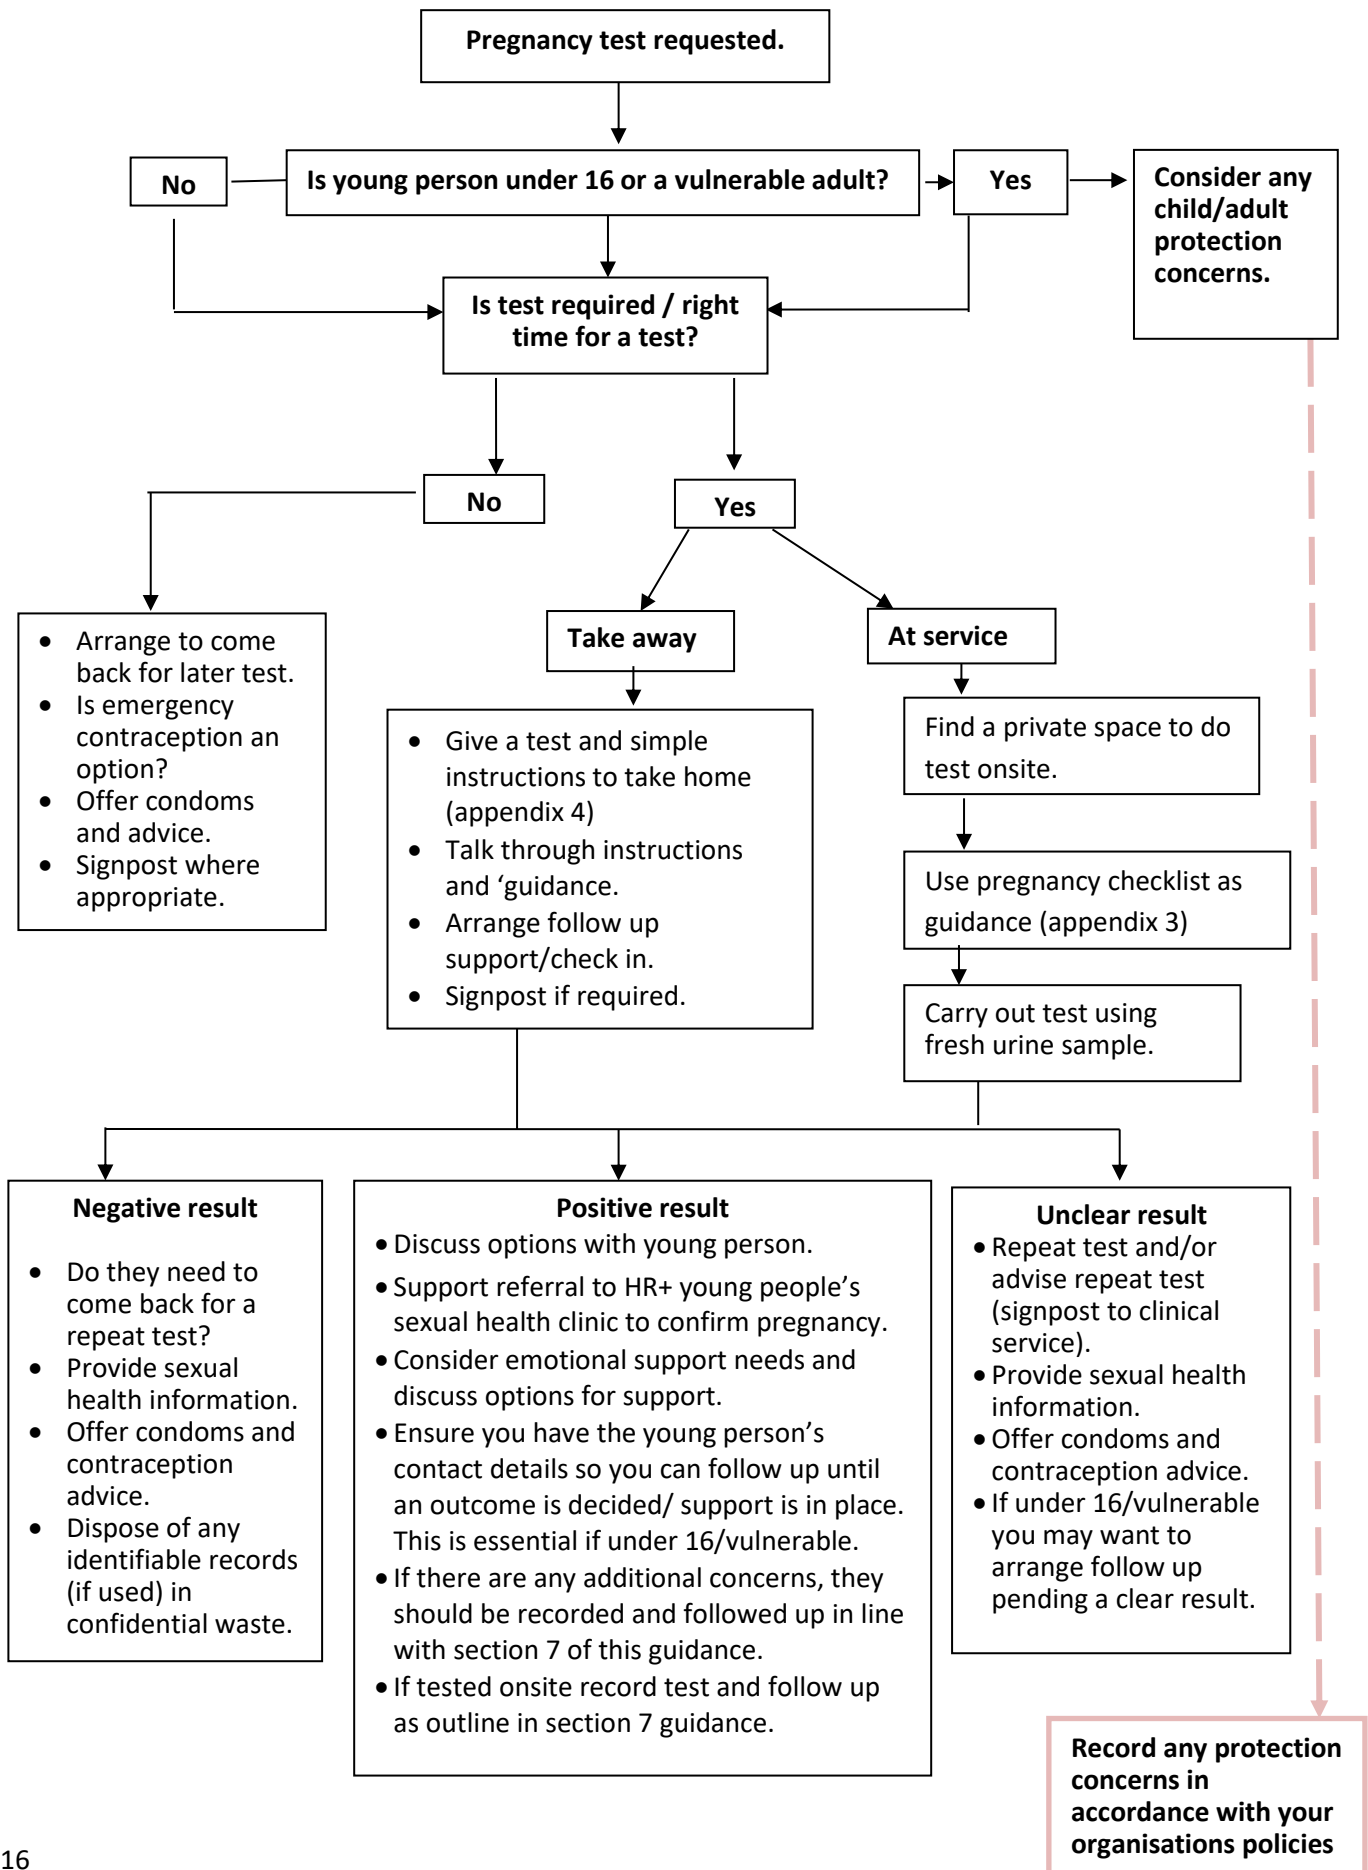 Pregnancy test requested.
No
Is young person under 16 or a vulnerable adult?
Yes
Consider any
child/adult
protection
concerns.
Is test required / right
time for a test?
No
Yes
• Arrange to come
back for later test.
• Is emergency
contraception an
option?
• Offer condoms
and advice.
• Signpost where
appropriate.
Take away
At service
• Give a test and simple
instructions to take home
(appendix 4)
• Talk through instructions
and ‘guidance.
• Arrange follow up
support/check in.
• Signpost if required.
Find a private space to do
test onsite.
Use pregnancy checklist as
guidance (appendix 3)
Carry out test using
fresh urine sample.
Negative result
• Do they need to
come back for a
repeat test?
• Provide sexual
health information.
• Offer condoms and
contraception
advice.
• Dispose of any
identifiable records
(if used) in
confidential waste.
Positive result
• Discuss options with young person.
• Support referral to HR+ young people’s
sexual health clinic to confirm pregnancy.
• Consider emotional support needs and
discuss options for support.
• Ensure you have the young person’s
contact details so you can follow up until
an outcome is decided/ support is in place.
This is essential if under 16/vulnerable.
• If there are any additional concerns, they
should be recorded and followed up in line
with section 7 of this guidance.
• If tested onsite record test and follow up
as outline in section 7 guidance.
Unclear result
• Repeat test and/or
advise repeat test
(signpost to clinical
service).
• Provide sexual health
information.
• Offer condoms and
contraception advice.
• If under 16/vulnerable
you may want to
arrange follow up
pending a clear result.
Record any protection
concerns in
accordance with your
organisations policies
16